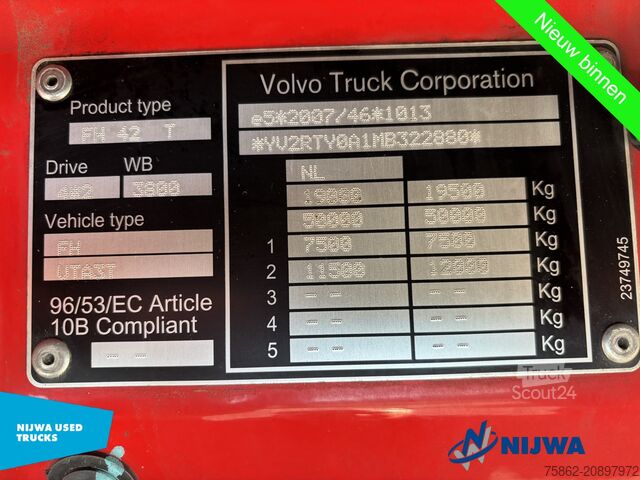 Nieuw binnen
Volvo Truck Corporation
Product type
FH 42 T
Drive WB
4*2 3800
Vehicle type
FH
VTA3T
96/53/EC Article
10B Compliant
-- --
e5*2007/46*1013
*YV2RTY0A1MB322880*
NL
19000 19500 Kg
50000 50000 Kg
1 7500 7500 Kg
2 11500 12000 Kg
3 -- -- -- -- Kg
4 -- -- -- -- Kg
5 -- -- -- -- Kg
23749745
Truck
Scout24
NIJWA USED
TRUCKS
NIJWA
75862-20897972